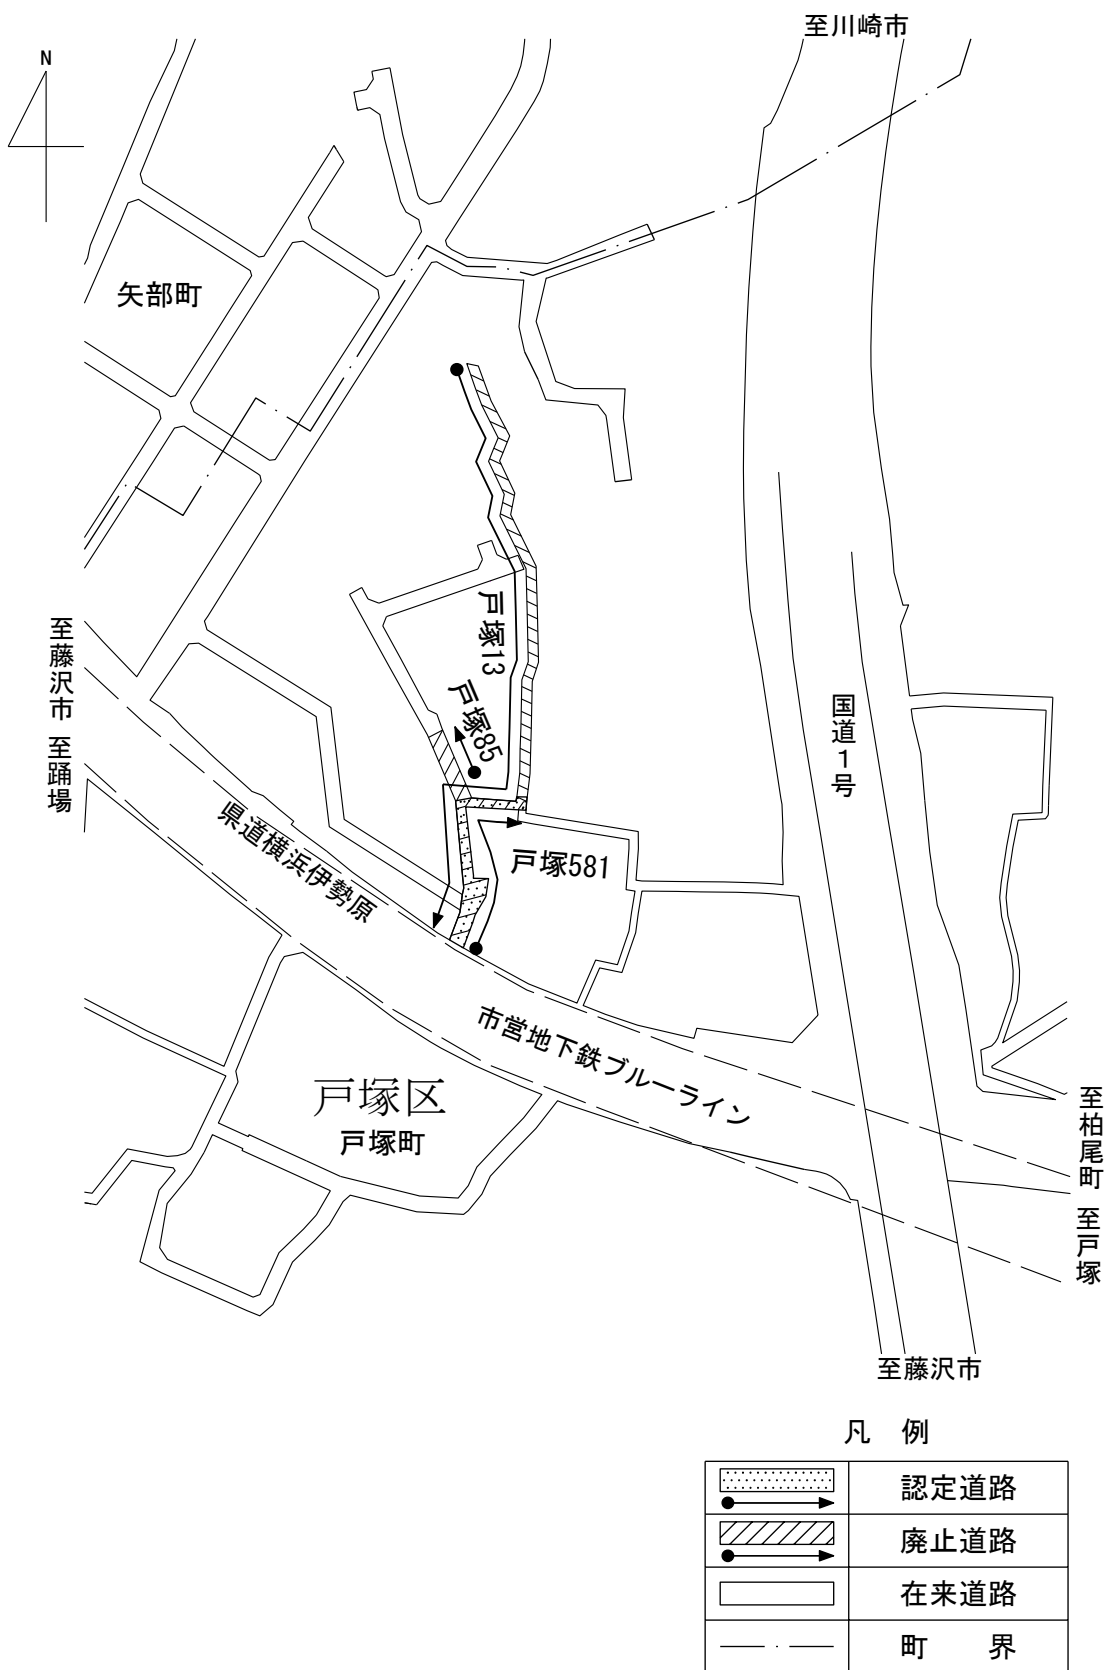 至川崎市
N
矢部町
至藤沢市
至踊場
戸塚13
戸塚85
国道1号
県道横浜伊勢原
戸塚581
市営地下鉄ブルーライン
戸塚区
戸塚町
至柏尾町
至戸塚
至藤沢市
凡 例
認定道路
廃止道路
在来道路
町 界